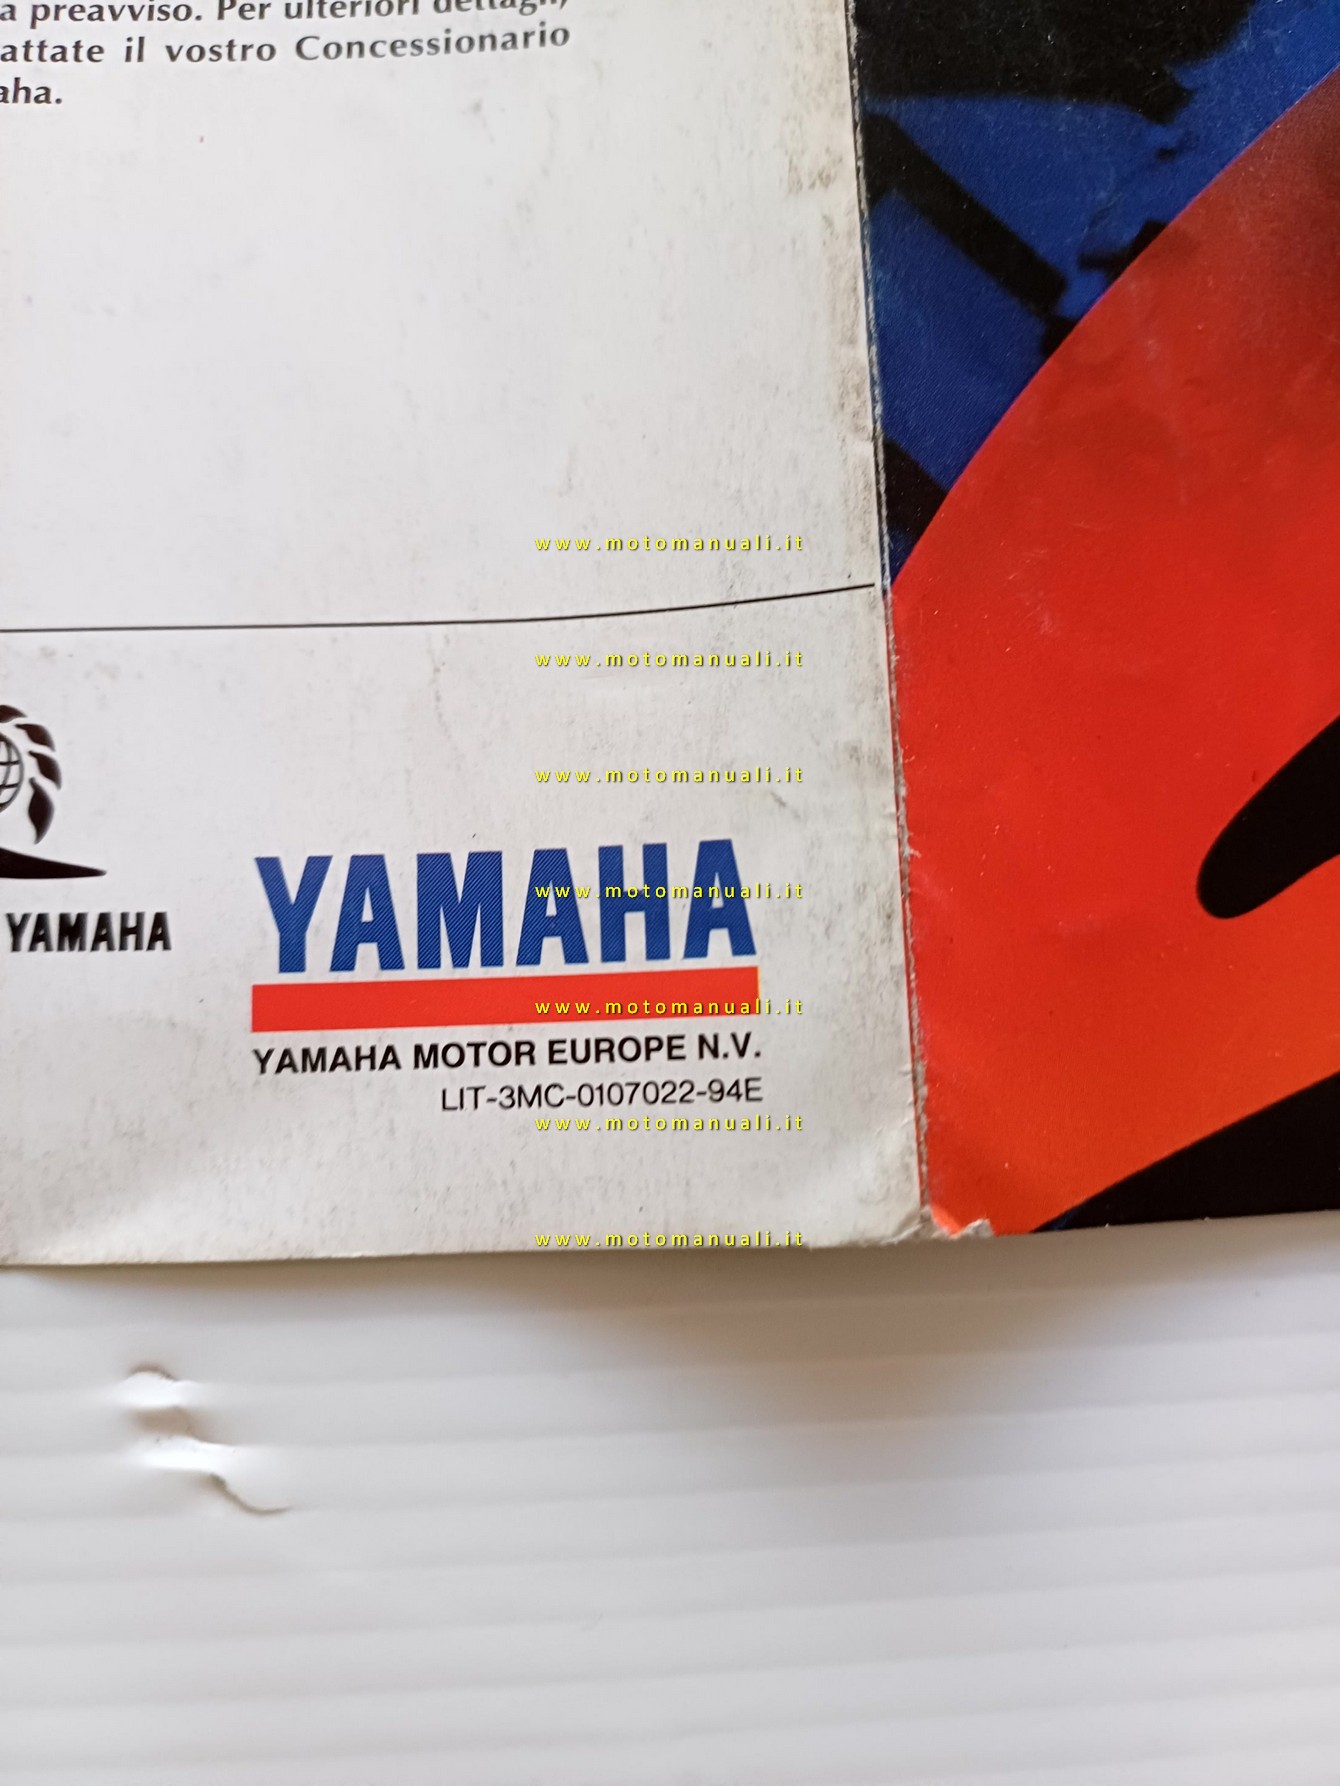 a preavviso. Per ulteriori dettagli,
attate il vostro Concessionario
aha.
www.motomanuali.it
www.motomanuali.it
www.motomanuali.it
YAMAHA
www.motomanuali.it
YAMAHA
www.motomanuali.it
YAMAHA MOTOR EUROPE N.V.
LIT-3MC-0107022-94E
www.motomanuali.it
www.motomanuali.it